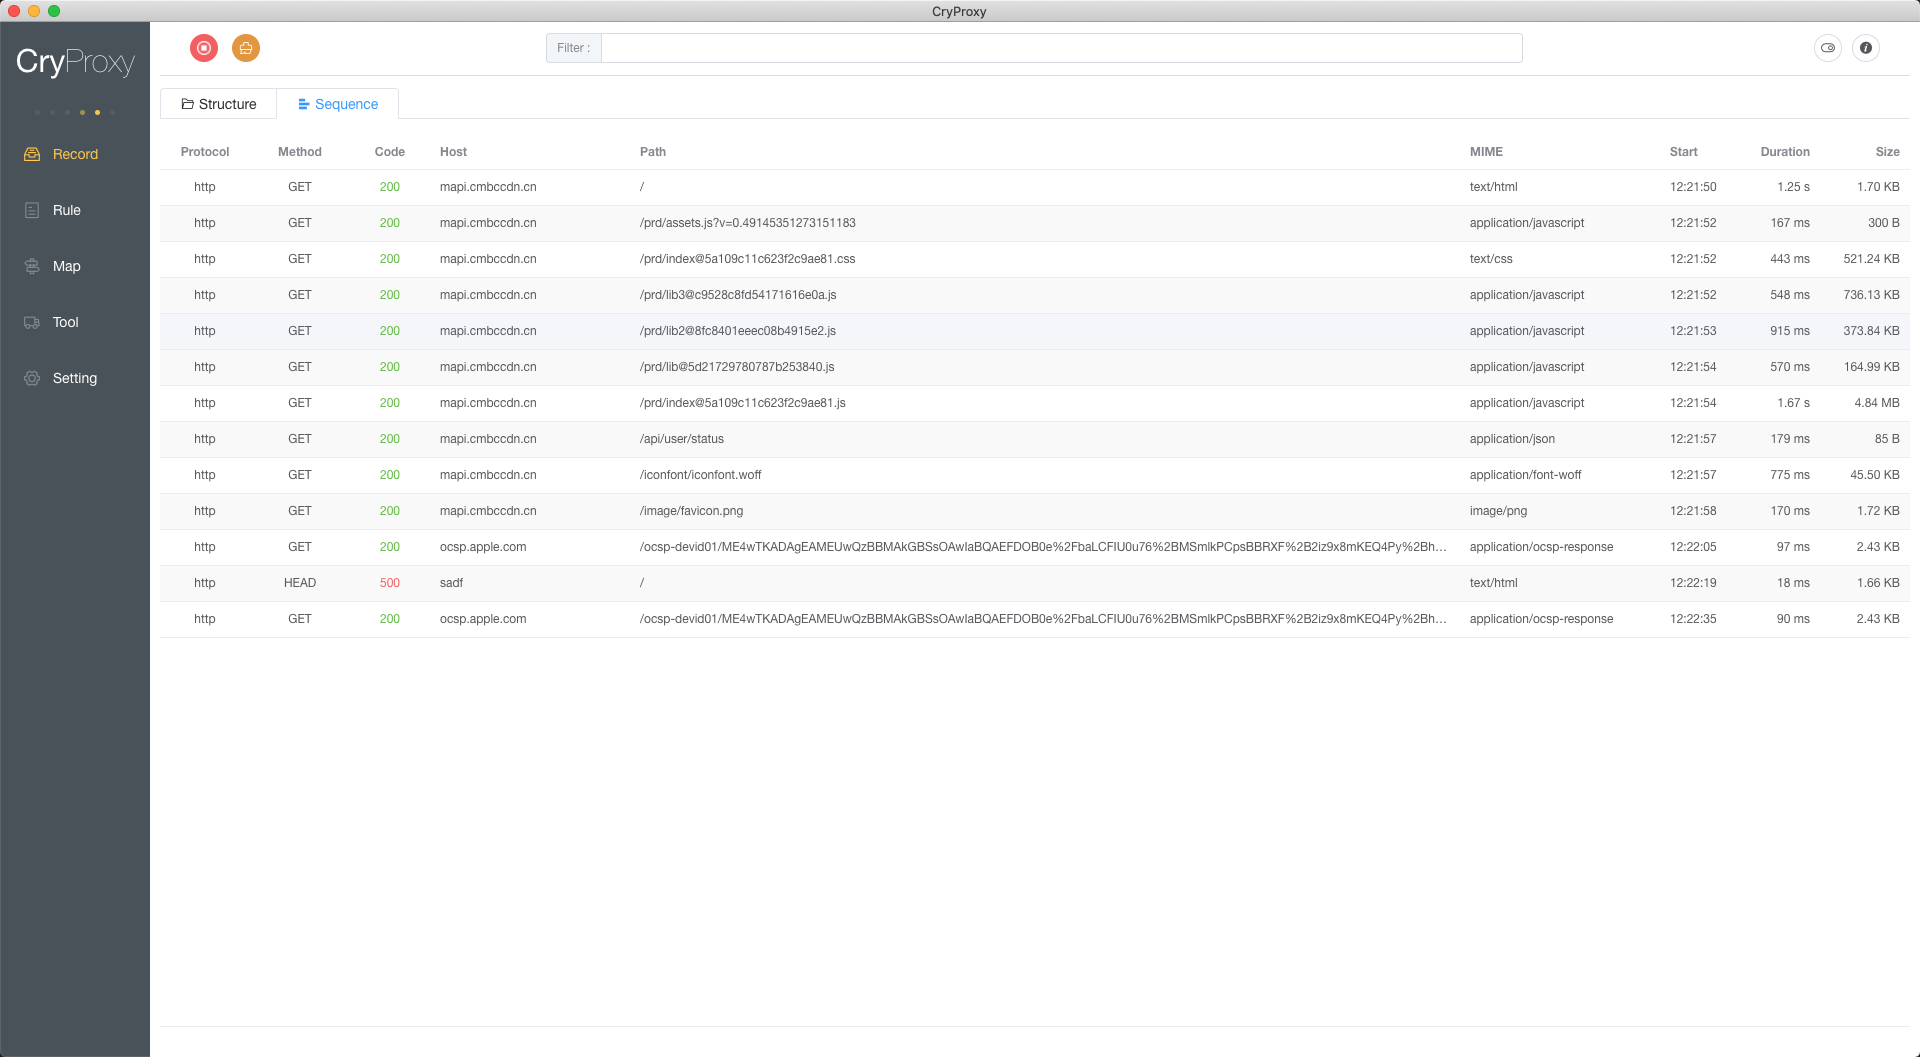 CryProxy
CryProxy
Filter :
Record
Rule
Map
Tool
Setting
Structure Sequence
Protocol Method Code Host Path MIME Start Duration Size
http GET 200 mapi.cmbccdn.cn / text/html 12:21:50 1.25 s 1.70 KB
http GET 200 mapi.cmbccdn.cn /prd/assets.js?v=0.49145351273151183 application/javascript 12:21:52 167 ms 300 B
http GET 200 mapi.cmbccdn.cn /prd/index@5a109c11c623f2c9ae81.css text/css 12:21:52 443 ms 521.24 KB
http GET 200 mapi.cmbccdn.cn /prd/lib3@c9528c8fd54171616e0a.js application/javascript 12:21:52 548 ms 736.13 KB
http GET 200 mapi.cmbccdn.cn /prd/lib2@8fc8401eeec08b4915e2.js application/javascript 12:21:53 915 ms 373.84 KB
http GET 200 mapi.cmbccdn.cn /prd/lib@5d21729780787b253840.js application/javascript 12:21:54 570 ms 164.99 KB
http GET 200 mapi.cmbccdn.cn /prd/index@5a109c11c623f2c9ae81.js application/javascript 12:21:54 1.67 s 4.84 MB
http GET 200 mapi.cmbccdn.cn /api/user/status application/json 12:21:57 179 ms 85 B
http GET 200 mapi.cmbccdn.cn /iconfont/iconfont.woff application/font-woff 12:21:57 775 ms 45.50 KB
http GET 200 mapi.cmbccdn.cn /image/favicon.png image/png 12:21:58 170 ms 1.72 KB
http GET 200 ocsp.apple.com /ocsp-devid01/ME4wTKADAgEAMEUwQzBBMAkGBSsOAwIaBQAEFDOB0e%2FbaLCFIU0u76%2BMSmlkPCpsBBRXF%2B2iz9x8mKEQ4Py%2Bh... application/ocsp-response 12:22:05 97 ms 2.43 KB
http HEAD 500 sadf / text/html 12:22:19 18 ms 1.66 KB
http GET 200 ocsp.apple.com /ocsp-devid01/ME4wTKADAgEAMEUwQzBBMAkGBSsOAwIaBQAEFDOB0e%2FbaLCFIU0u76%2BMSmlkPCpsBBRXF%2B2iz9x8mKEQ4Py%2Bh... application/ocsp-response 12:22:35 90 ms 2.43 KB